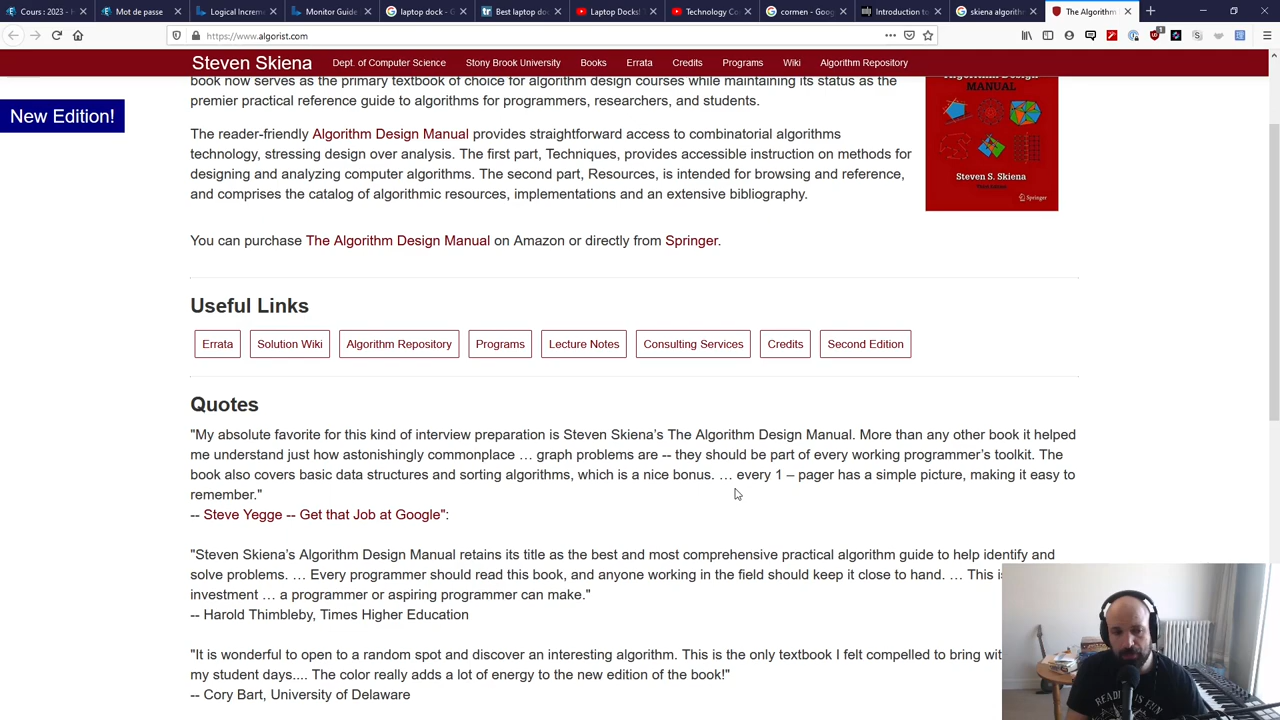 Cours : 2023 - H
Mot de passe
Logical Increm
Monitor Guide
laptop dock - G
Best laptop do
Laptop Docks!
Technology Co
cormen - Goog
Introduction to
skiena algorith
The Algorithm
https://www.algorist.com
Steven Skiena
Dept. of Computer Science
Stony Brook University
Books
Errata
Credits
Programs
Wiki
Algorithm Repository
book now serves as the primary textbook of choice for algorithm design courses while maintaining its status as the
premier practical reference guide to algorithms for programmers, researchers, and students.
New Edition!
The reader-friendly Algorithm Design Manual provides straightforward access to combinatorial algorithms
technology, stressing design over analysis. The first part, Techniques, provides accessible instruction on methods for
designing and analyzing computer algorithms. The second part, Resources, is intended for browsing and reference,
and comprises the catalog of algorithmic resources, implementations and an extensive bibliography.
MANUAL
Steven S. Skiena
Springer
You can purchase The Algorithm Design Manual on Amazon or directly from Springer.
Useful Links
Errata
Solution Wiki
Algorithm Repository
Programs
Lecture Notes
Consulting Services
Credits
Second Edition
Quotes
"My absolute favorite for this kind of interview preparation is Steven Skiena’s The Algorithm Design Manual. More than any other book it helped
me understand just how astonishingly commonplace … graph problems are -- they should be part of every working programmer’s toolkit. The
book also covers basic data structures and sorting algorithms, which is a nice bonus. … every 1 – pager has a simple picture, making it easy to
remember."
-- Steve Yegge -- Get that Job at Google":
"Steven Skiena’s Algorithm Design Manual retains its title as the best and most comprehensive practical algorithm guide to help identify and
solve problems. … Every programmer should read this book, and anyone working in the field should keep it close to hand. … This is
investment … a programmer or aspiring programmer can make."
-- Harold Thimbleby, Times Higher Education
"It is wonderful to open to a random spot and discover an interesting algorithm. This is the only textbook I felt compelled to bring wit
my student days.... The color really adds a lot of energy to the new edition of the book!"
-- Cory Bart, University of Delaware
READING IS FUN